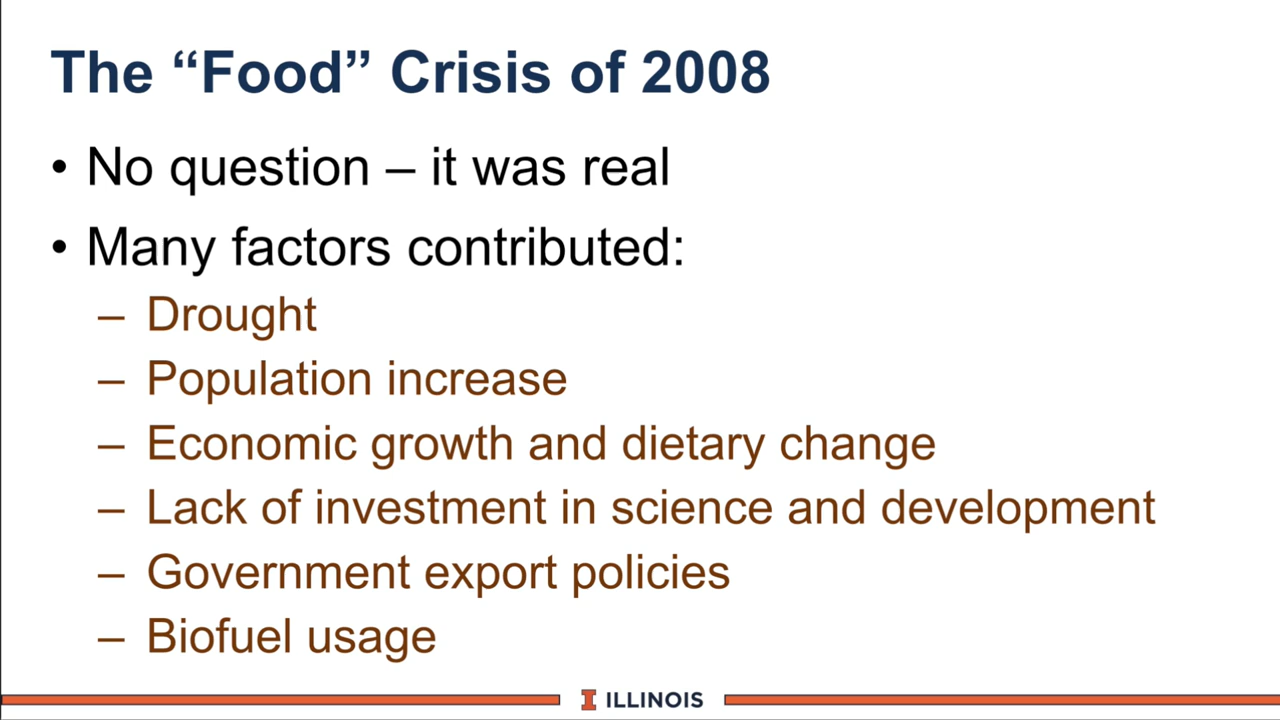 The “Food” Crisis of 2008
• No question – it was real
• Many factors contributed:
– Drought
– Population increase
– Economic growth and dietary change
– Lack of investment in science and development
– Government export policies
– Biofuel usage
I ILLINOIS